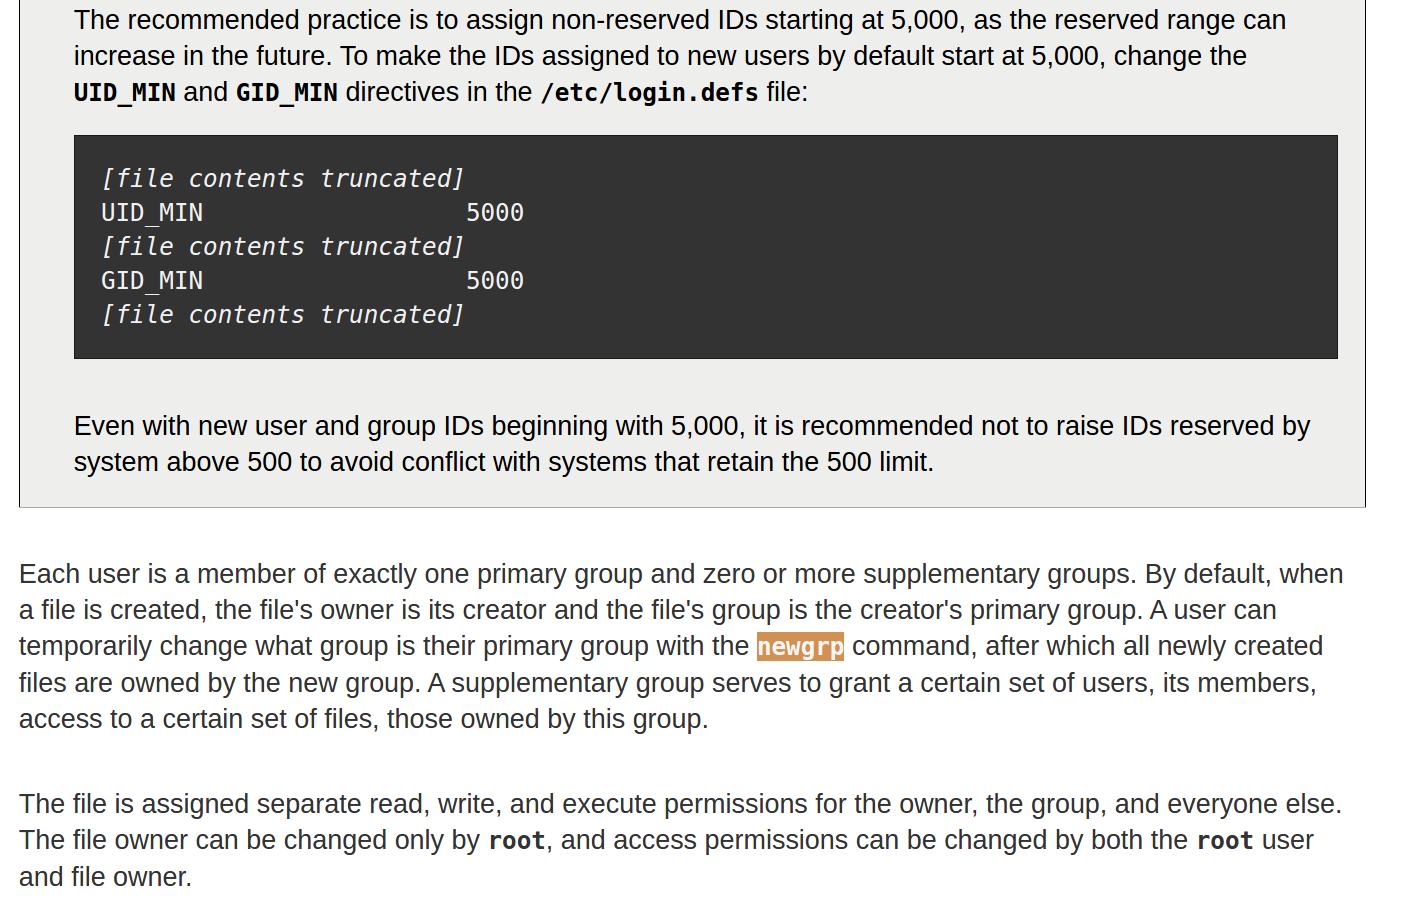 The recommended practice is to assign non-reserved IDs starting at 5,000, as the reserved range can
increase in the future. To make the IDs assigned to new users by default start at 5,000, change the
UID_MIN and GID_MIN directives in the /etc/login.defs file:
[file contents truncated]
UID_MIN                  5000
[file contents truncated]
GID_MIN                  5000
[file contents truncated]
Even with new user and group IDs beginning with 5,000, it is recommended not to raise IDs reserved by
system above 500 to avoid conflict with systems that retain the 500 limit.
Each user is a member of exactly one primary group and zero or more supplementary groups. By default, when
a file is created, the file's owner is its creator and the file's group is the creator's primary group. A user can
temporarily change what group is their primary group with the newgrp command, after which all newly created
files are owned by the new group. A supplementary group serves to grant a certain set of users, its members,
access to a certain set of files, those owned by this group.
The file is assigned separate read, write, and execute permissions for the owner, the group, and everyone else.
The file owner can be changed only by root, and access permissions can be changed by both the root user
and file owner.